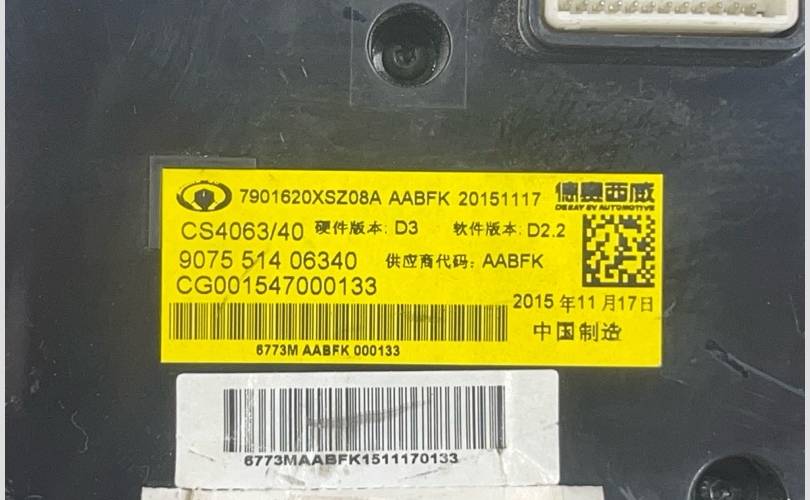 7901620XSZ08A AABFK 20151117 德赛西威
DESAY SV AUTOMOTIVE
CS4063/40 硬件版本: D3 软件版本: D2.2
9075 514 06340 供应商代码: AABFK
CG001547000133
2015 年11 月17日
中国制造
6773M AABFK 000133
6773MAABFK1511170133